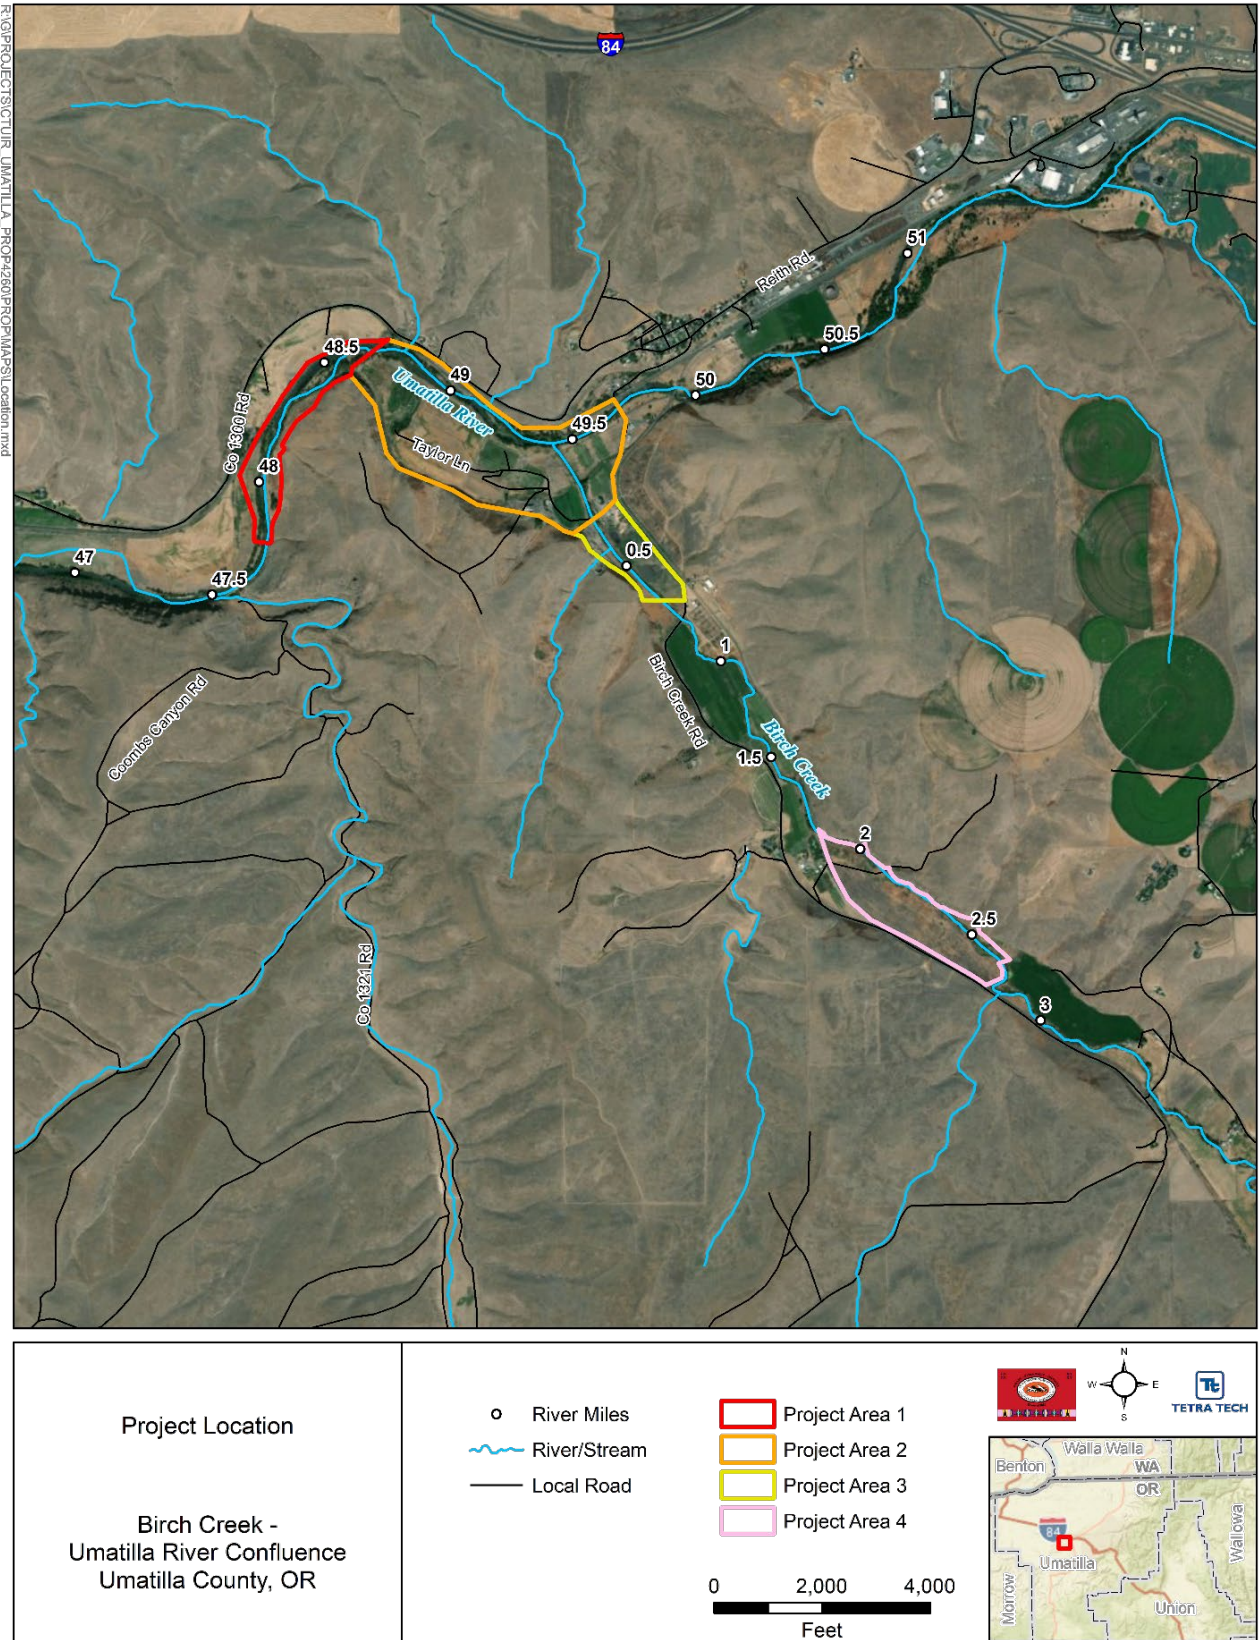 R:\G\PROJECTS\CTUIR_UMATILLA_PROP4260\PROP\MAPS\Location.mxd
84
51
Reith Rd.
50.5
48.5
50
49
Umatilla River
49.5
Co 1300 Rd
Taylor Ln
48
47
0.5
47.5
1
Birch Creek Rd
Coombs Canyon Rd
Birch Creek
1.5
2
2.5
Co 1321 Rd
3
Project Location
Birch Creek -
Umatilla River Confluence
Umatilla County, OR
River Miles
River/Stream
Local Road
Project Area 1
Project Area 2
Project Area 3
Project Area 4
0 2,000 4,000
Feet
N
W E
S
Tt
TETRA TECH
Walla Walla
Benton
WA
OR
84
Umatilla
Wallowa
Morrow
Union